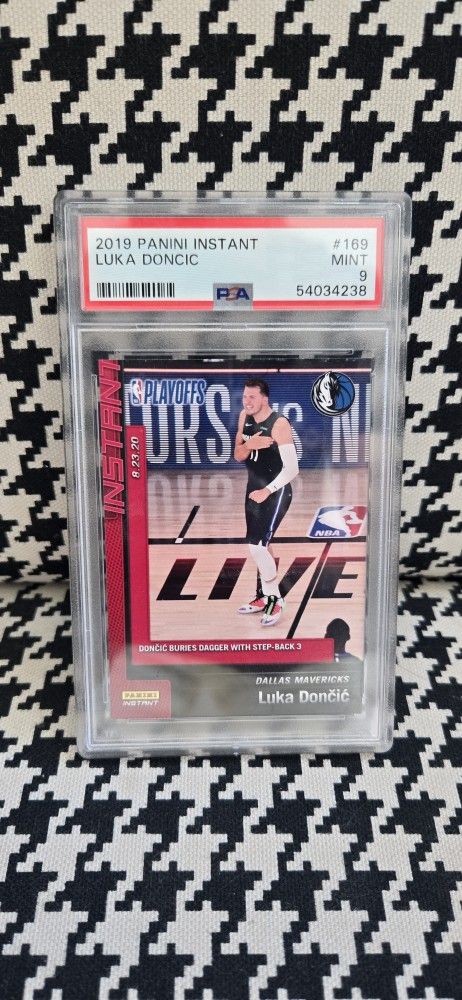 2019 PANINI INSTANT #169
LUKA DONCIC MINT
9
PSA 54034238
INSTANT
NBA PLAYOFFS
8.23.20
NBA
LIVE
DONČIĆ BURIES DAGGER WITH STEP-BACK 3
DALLAS MAVERICKS
PANINI
INSTANT
Luka Dončić